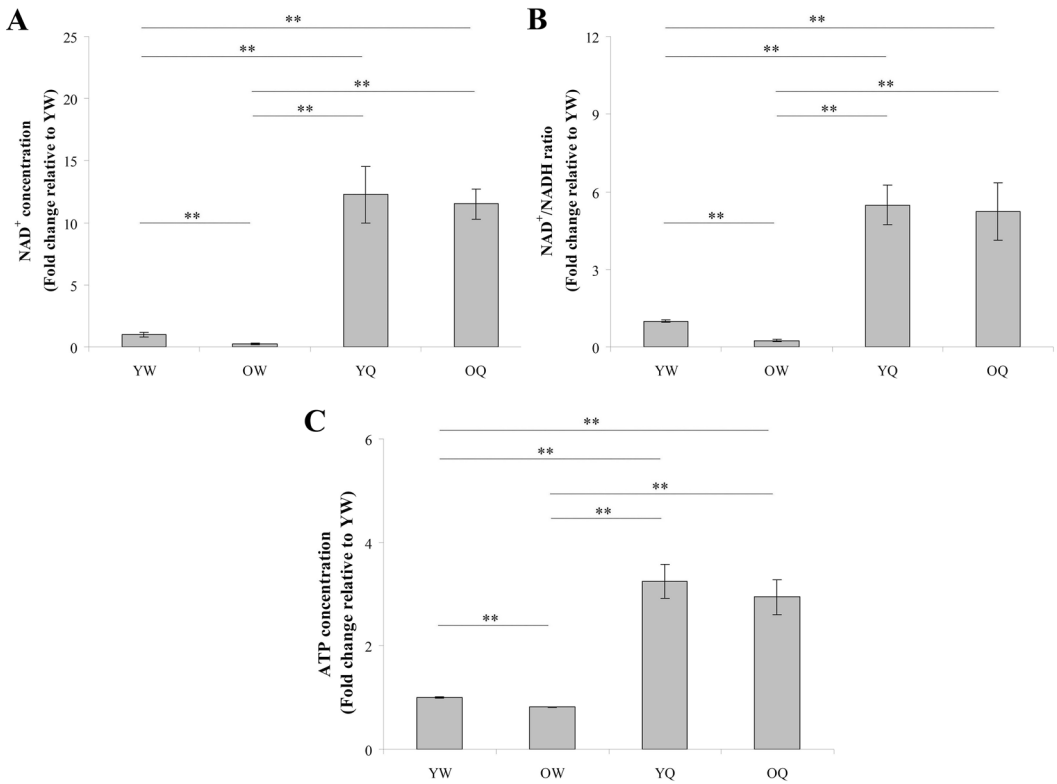 A
NAD+ concentration
(Fold change relative to YW)
25
20
15
10
5
0
**
**
**
**
**
YW OW YQ OQ
B
NAD+/NADH ratio
(Fold change relative to YW)
12
9
6
3
0
**
**
**
**
**
YW OW YQ OQ
C
ATP concentration
(Fold change relative to YW)
6
4
2
0
**
**
**
**
**
YW OW YQ OQ